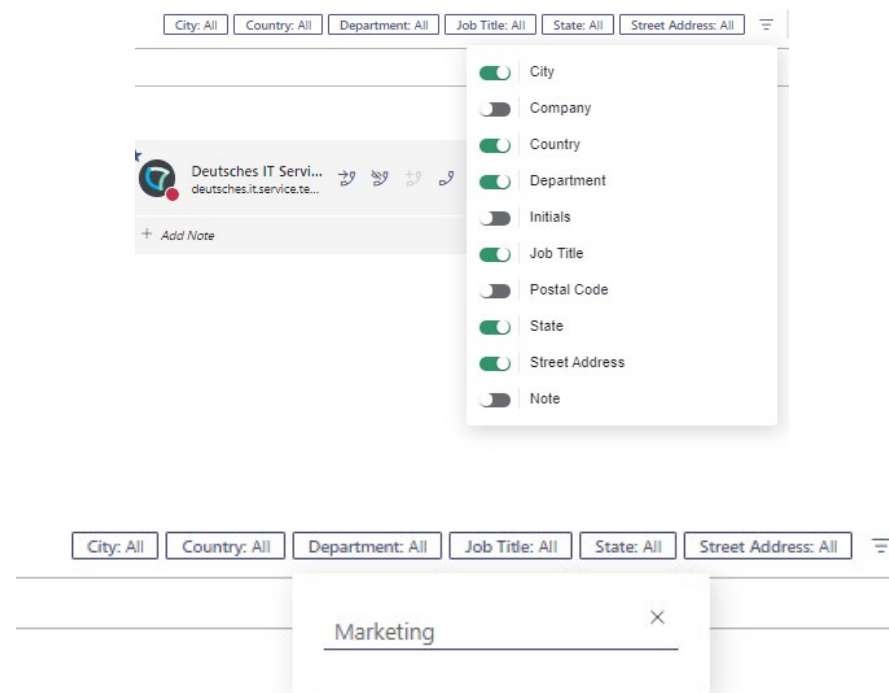 City: All Country: All Department: All Job Title: All State: All Street Address: All
City
Company
Country
Deutsches IT Servi...
deutsches.it.service.te...
Department
Initials
+ Add Note
Job Title
Postal Code
State
Street Address
Note
City: All Country: All Department: All Job Title: All State: All Street Address: All
Marketing